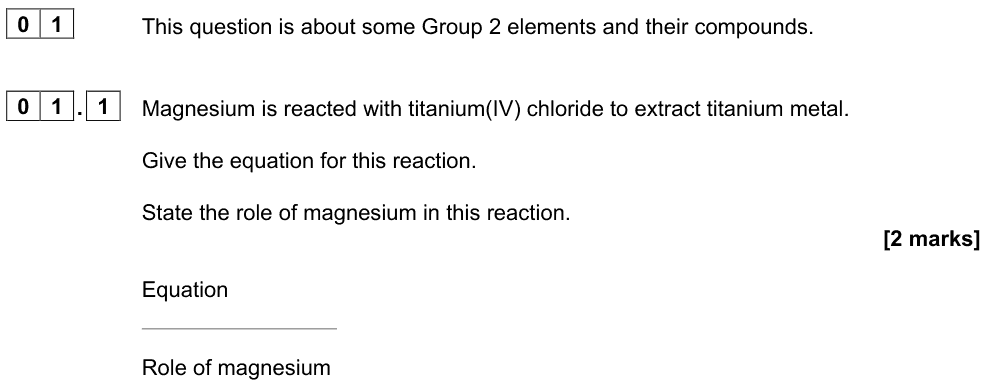 0 1 This question is about some Group 2 elements and their compounds.
0 1 . 1 Magnesium is reacted with titanium(IV) chloride to extract titanium metal.
Give the equation for this reaction.
State the role of magnesium in this reaction.
[2 marks]
Equation
Role of magnesium